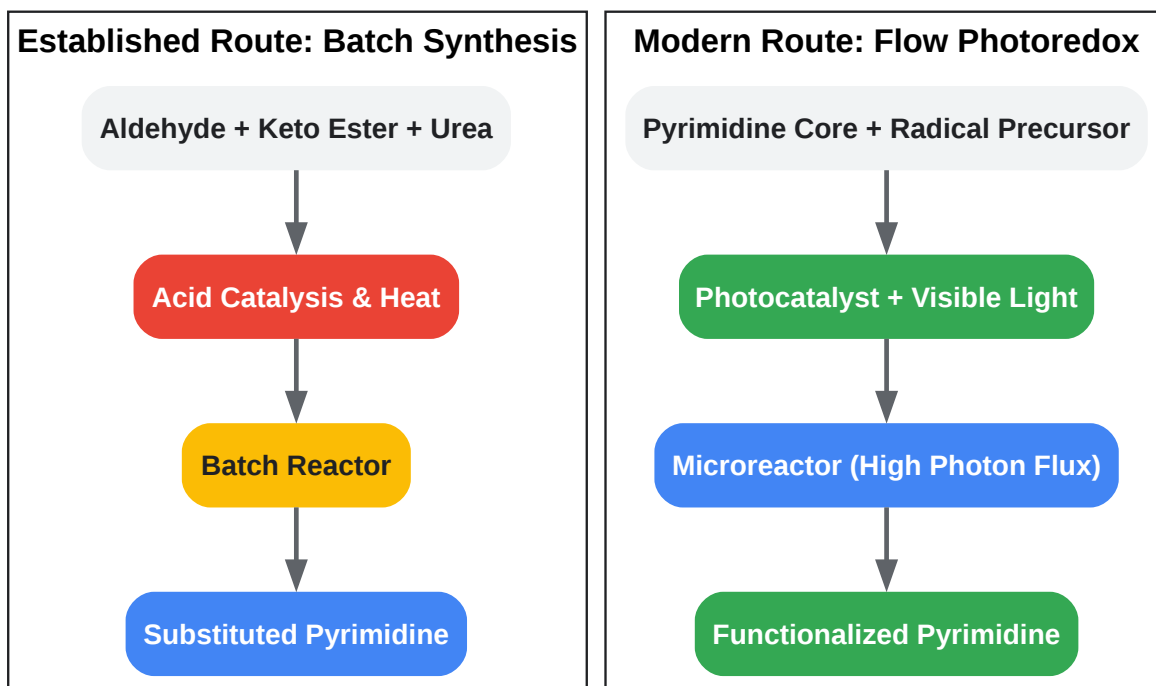 Established Route: Batch Synthesis
Aldehyde + Keto Ester + Urea
Acid Catalysis & Heat
Batch Reactor
Substituted Pyrimidine
Modern Route: Flow Photoredox
Pyrimidine Core + Radical Precursor
Photocatalyst + Visible Light
Microreactor (High Photon Flux)
Functionalized Pyrimidine